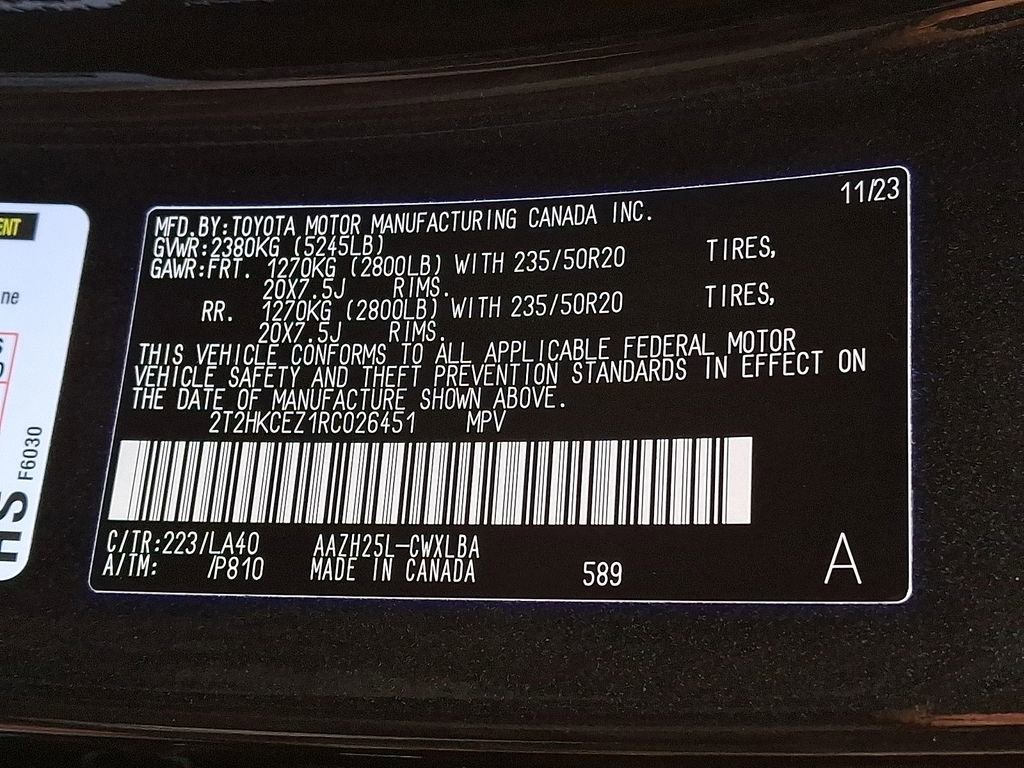 11/23
MFD.BY:TOYOTA MOTOR MANUFACTURING CANADA INC.
GVWR:2380KG (5245LB)
GAWR:FRT. 1270KG (2800LB) WITH 235/50R20 TIRES,
20X7.5J RIMS.
RR. 1270KG (2800LB) WITH 235/50R20 TIRES,
20X7.5J RIMS.
THIS VEHICLE CONFORMS TO ALL APPLICABLE FEDERAL MOTOR
VEHICLE SAFETY AND THEFT PREVENTION STANDARDS IN EFFECT ON
THE DATE OF MANUFACTURE SHOWN ABOVE.
2T2HKCEZ1RC026451 MPV
C/TR:223/LA40 AAZH25L-CWXLBA
A/TM: /P810 MADE IN CANADA 589 A
ENT
ne
F6030
HS